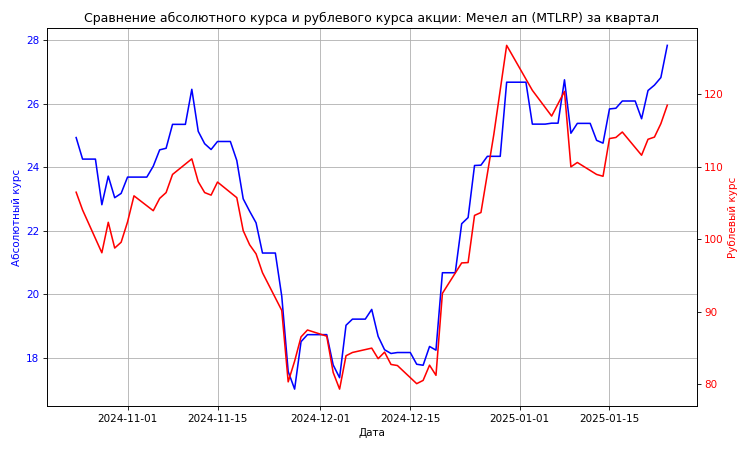 Сравнение абсолютного курса и рублевого курса акции: Мечел ап (MTLRP) за квартал
28
26
24
22
20
18
Абсолютный курс
120
110
100
90
80
Рублевый курс
2024-11-01 2024-11-15 2024-12-01 2024-12-15 2025-01-01 2025-01-15
Дата